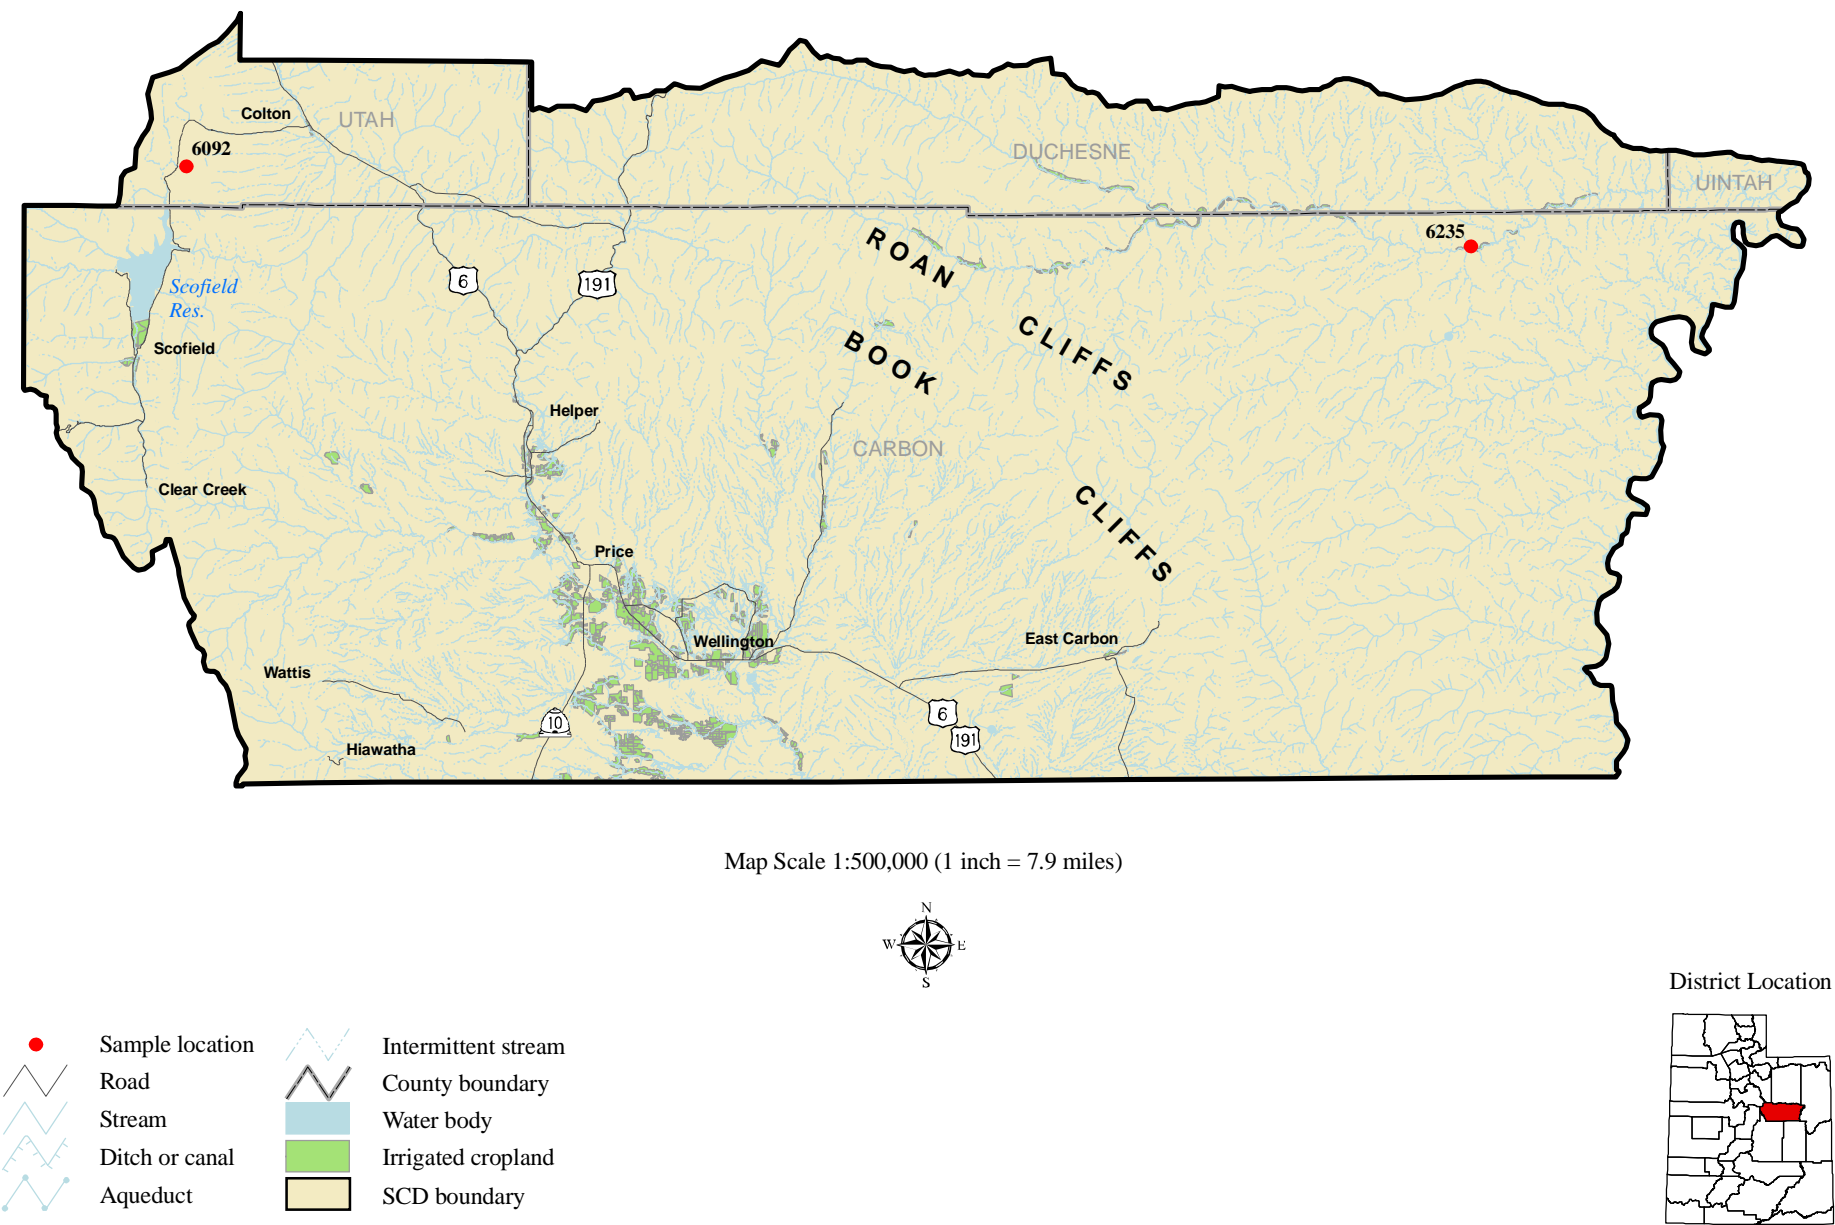 Colton
UTAH
6092
DUCHESNE
UINTAH
6235
ROAN
CLIFFS
Scofield
Res.
6
191
Scofield
BOOK
CLIFFS
Helper
CARBON
Clear Creek
Price
Wellington
East Carbon
Wattis
10
6
191
Hiawatha
Map Scale 1:500,000 (1 inch = 7.9 miles)
N
W
E
S
District Location
Sample location
Road
Stream
Ditch or canal
Aqueduct
Intermittent stream
County boundary
Water body
Irrigated cropland
SCD boundary